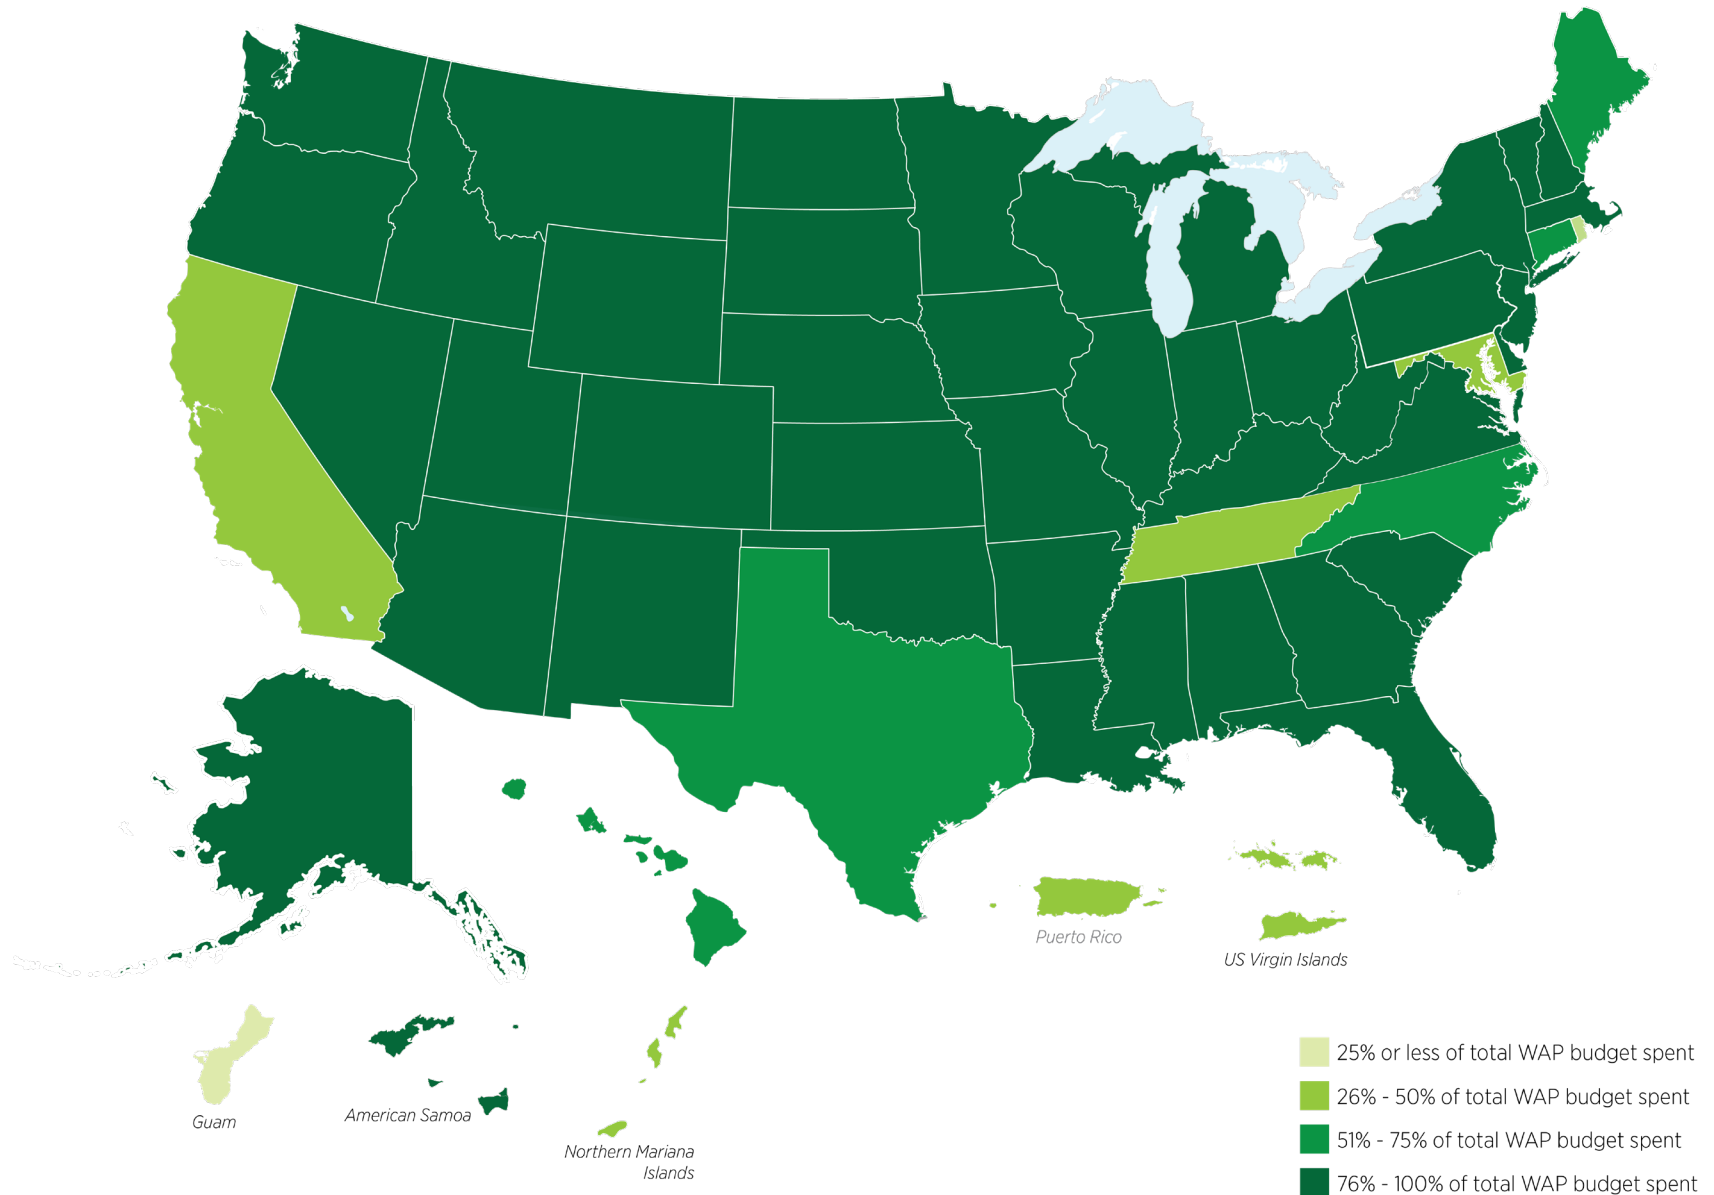 Puerto Rico
US Virgin Islands
Guam
American Samoa
Northern Mariana
Islands
25% or less of total WAP budget spent
26% - 50% of total WAP budget spent
51% - 75% of total WAP budget spent
76% - 100% of total WAP budget spent